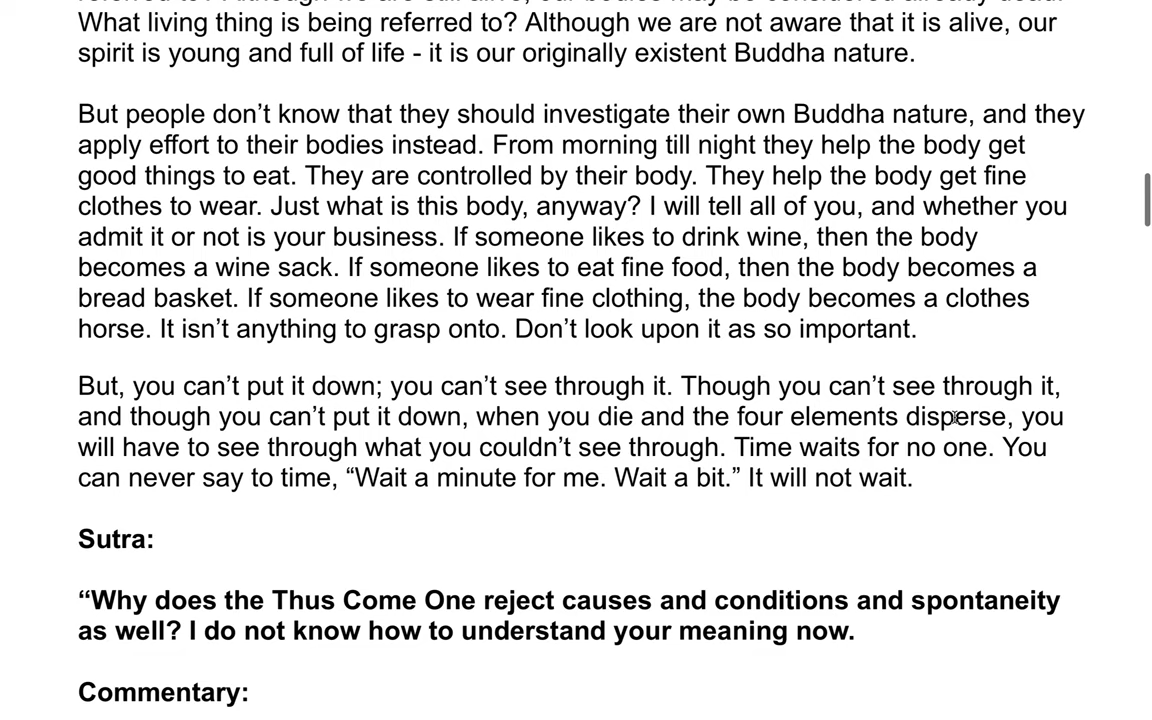 What living thing is being referred to? Although we are not aware that it is alive, our
spirit is young and full of life - it is our originally existent Buddha nature.
But people don’t know that they should investigate their own Buddha nature, and they
apply effort to their bodies instead. From morning till night they help the body get
good things to eat. They are controlled by their body. They help the body get fine
clothes to wear. Just what is this body, anyway? I will tell all of you, and whether you
admit it or not is your business. If someone likes to drink wine, then the body
becomes a wine sack. If someone likes to eat fine food, then the body becomes a
bread basket. If someone likes to wear fine clothing, the body becomes a clothes
horse. It isn’t anything to grasp onto. Don’t look upon it as so important.
But, you can’t put it down; you can’t see through it. Though you can’t see through it,
and though you can’t put it down, when you die and the four elements disperse, you
will have to see through what you couldn’t see through. Time waits for no one. You
can never say to time, “Wait a minute for me. Wait a bit.” It will not wait.
Sutra:
“Why does the Thus Come One reject causes and conditions and spontaneity
as well? I do not know how to understand your meaning now.
Commentary: